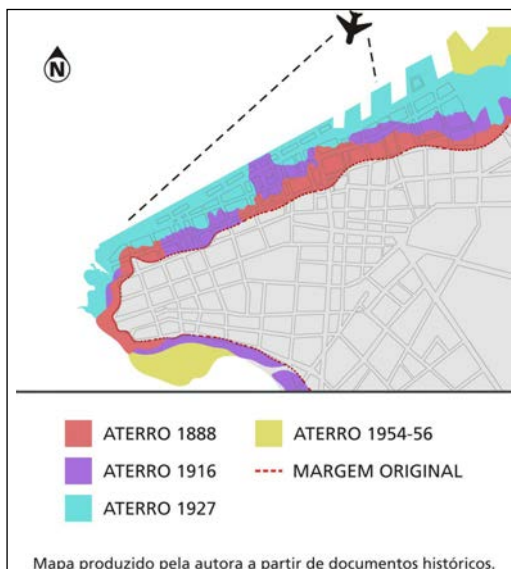 N
ATERRO 1888
ATERRO 1954-56
ATERRO 1916
MARGEM ORIGINAL
ATERRO 1927
Mapa produzido pela autora a partir de documentos históricos.